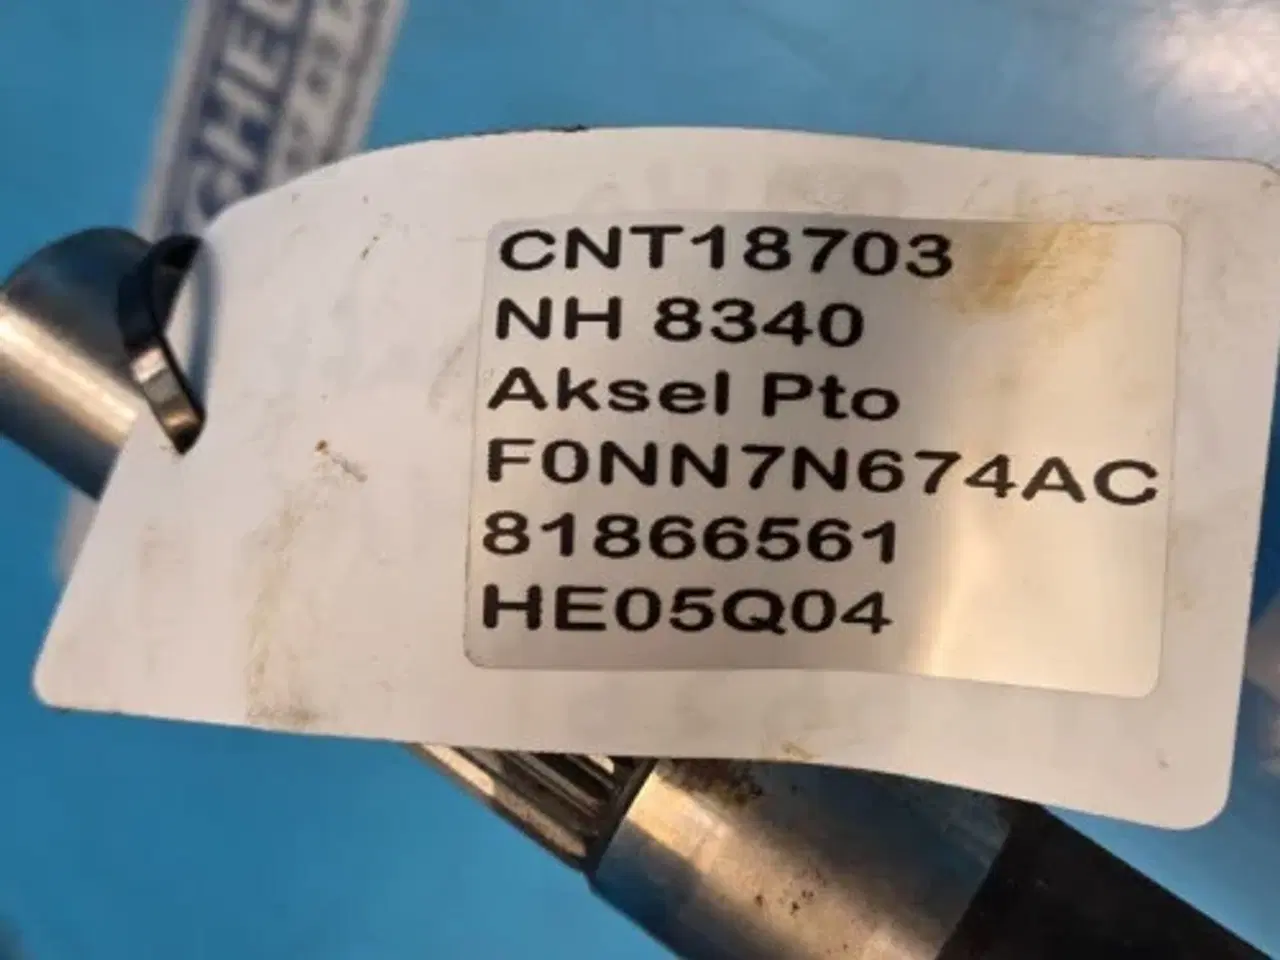 CNT18703
NH 8340
Aksel Pto
F0NN7N674AC
81866561
HE05Q04